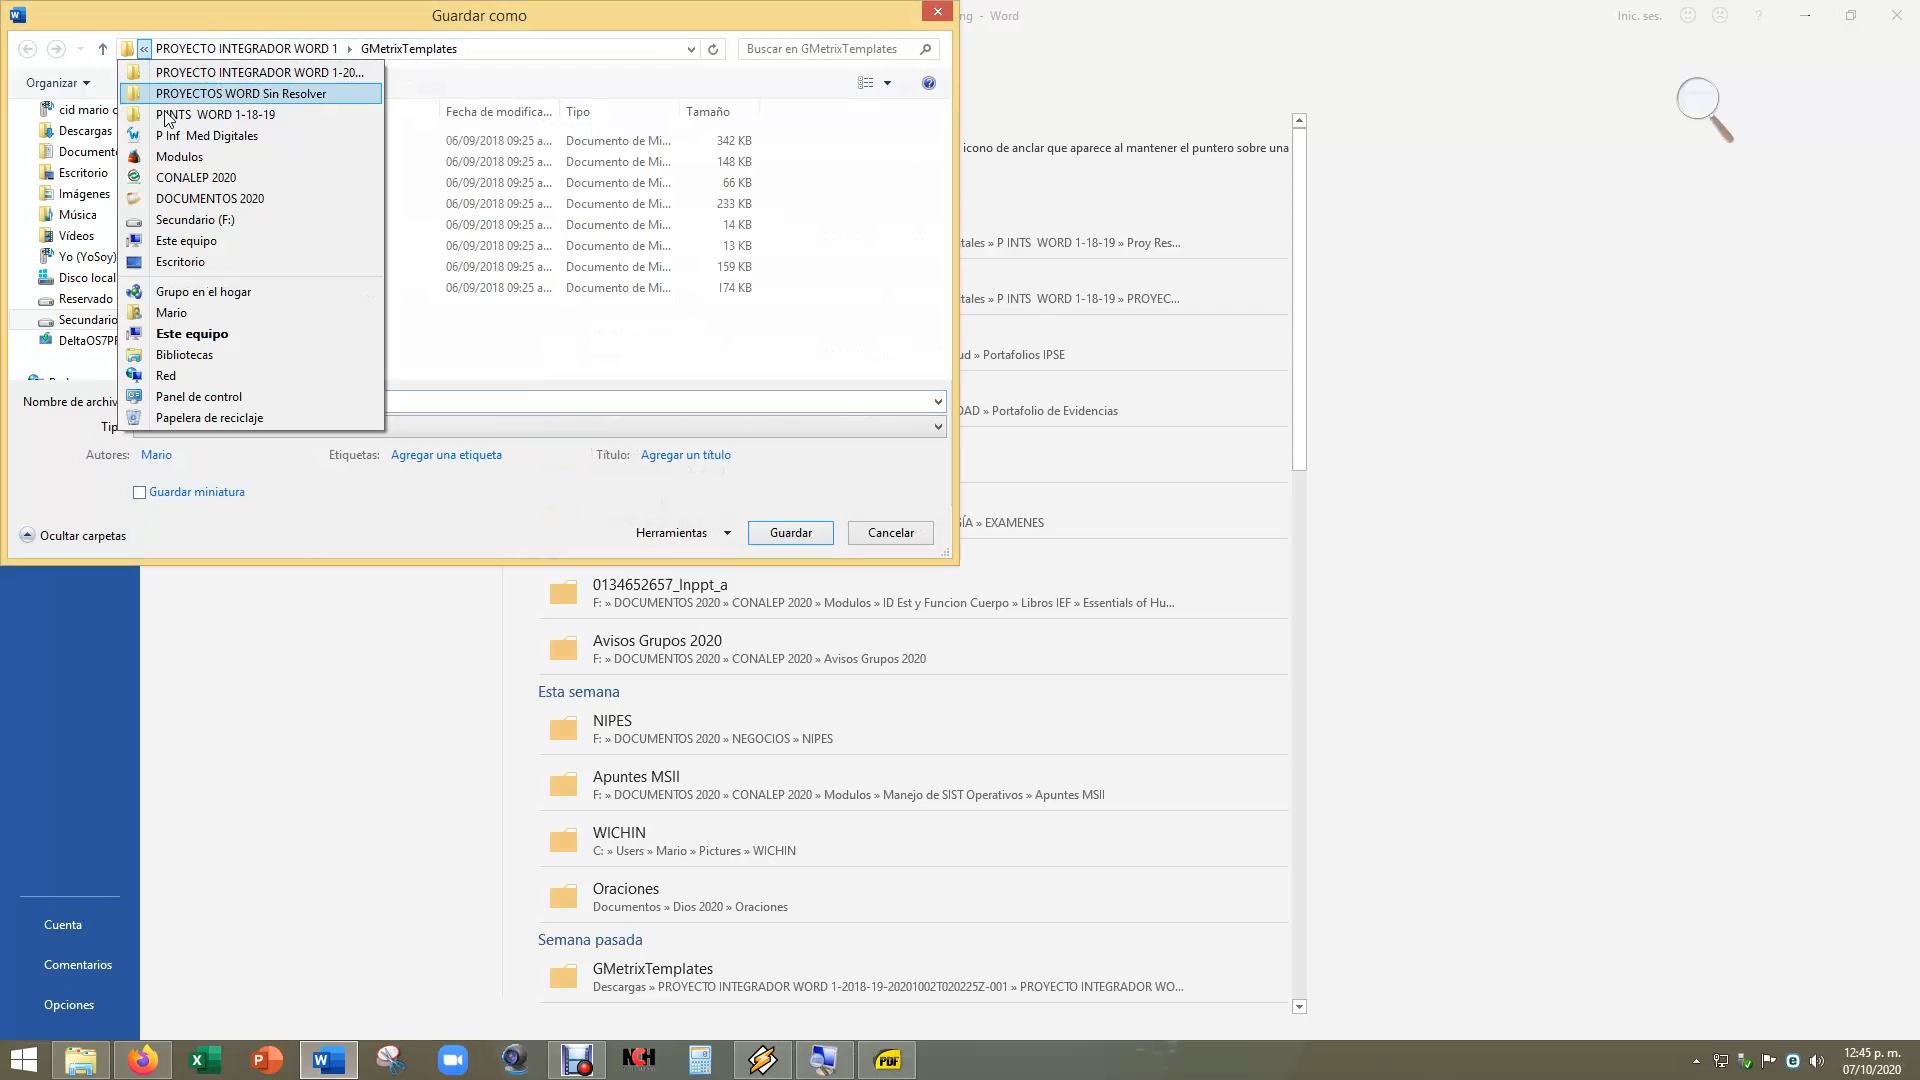 Guardar como
ng - Word
Inic. ses.
?
« PROYECTO INTEGRADOR WORD 1 GMetrixTemplates
Buscar en GMetrixTemplates
Organizar
PROYECTO INTEGRADOR WORD 1-20...
PROYECTOS WORD Sin Resolver
WORD 1-18-19
P Inf Med Digitales
Modulos
CONALEP 2020
DOCUMENTOS 2020
Secundario (F:)
Este equipo
Escritorio
Grupo en el hogar
Mario
Este equipo
Bibliotecas
Red
Panel de control
Papelera de reciclaje
cid mario c
Descargas
Document
Escritorio
Imágenes
Música
Vídeos
Yo (YoSoy)
Disco local
Reservado
Secundario
DeltaOS7PR
Fecha de modifica... Tipo Tamaño
06/09/2018 09:25 a... Documento de Mi... 342 KB
06/09/2018 09:25 a... Documento de Mi... 148 KB
06/09/2018 09:25 a... Documento de Mi... 66 KB
06/09/2018 09:25 a... Documento de Mi... 233 KB
06/09/2018 09:25 a... Documento de Mi... 14 KB
06/09/2018 09:25 a... Documento de Mi... 13 KB
06/09/2018 09:25 a... Documento de Mi... 159 KB
06/09/2018 09:25 a... Documento de Mi... 174 KB
Nombre de archiv
Tip
Autores: Mario Etiquetas: Agregar una etiqueta Título: Agregar un título
Guardar miniatura
Ocultar carpetas
Herramientas Guardar Cancelar
icono de anclar que aparece al mantener el puntero sobre una
tales » P INTS WORD 1-18-19 » Proy Res...
tales » P INTS WORD 1-18-19 » PROYEC...
ud » Portafolios IPSE
DAD » Portafolio de Evidencias
GÍA » EXAMENES
0134652657_Inppt_a
F: » DOCUMENTOS 2020 » CONALEP 2020 » Modulos » ID Est y Funcion Cuerpo » Libros IEF » Essentials of Hu...
Avisos Grupos 2020
F: » DOCUMENTOS 2020 » CONALEP 2020 » Avisos Grupos 2020
Esta semana
NIPES
F: » DOCUMENTOS 2020 » NEGOCIOS » NIPES
Apuntes MSII
F: » DOCUMENTOS 2020 » CONALEP 2020 » Modulos » Manejo de SIST Operativos » Apuntes MSII
WICHIN
C: » Users » Mario » Pictures » WICHIN
Oraciones
Documentos » Dios 2020 » Oraciones
Semana pasada
GMetrixTemplates
Descargas » PROYECTO INTEGRADOR WORD 1-2018-19-20201002T020225Z-001 » PROYECTO INTEGRADOR WO...
Cuenta
Comentarios
Opciones
NCH
PDF
12:45 p. m.
07/10/2020